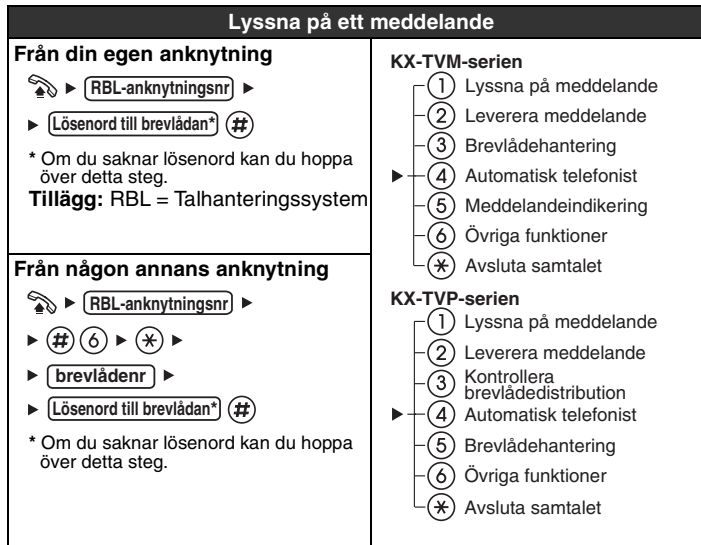 Lyssna på ett meddelande
Från din egen anknytning
RBL-anknytningsnr
Lösenord till brevlådan* #
* Om du saknar lösenord kan du hoppa
över detta steg.
Tillägg: RBL = Talhanteringssystem
Från någon annans anknytning
RBL-anknytningsnr
# 6 *
brevlådenr
Lösenord till brevlådan* #
* Om du saknar lösenord kan du hoppa
över detta steg.
KX-TVM-serien
1 Lyssna på meddelande
2 Leverera meddelande
3 Brevlådehantering
4 Automatisk telefonist
5 Meddelandeindikering
6 Övriga funktioner
* Avsluta samtalet
KX-TVP-serien
1 Lyssna på meddelande
2 Leverera meddelande
3 Kontrollera
brevlådedistribution
4 Automatisk telefonist
5 Brevlådehantering
6 Övriga funktioner
* Avsluta samtalet